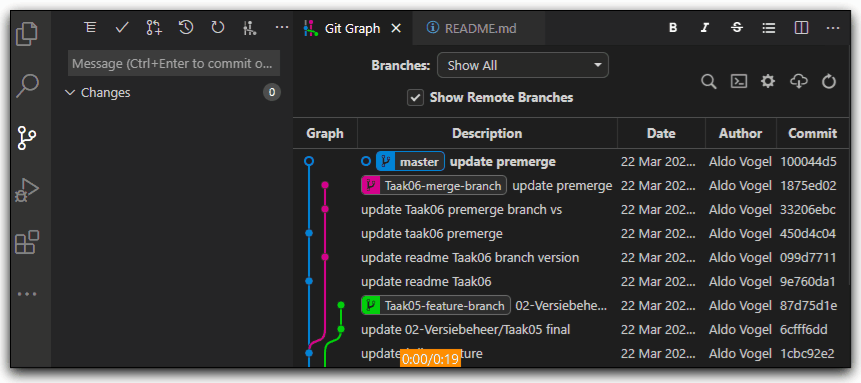 Git Graph
README.md
Message (Ctrl+Enter to commit o...
Changes 0
Branches: Show All
Show Remote Branches
Graph Description Date Author Commit
master update premerge 22 Mar 202... Aldo Vogel 100044d5
Taak06-merge-branch update premerge 22 Mar 202... Aldo Vogel 1875ed02
update Taak06 premerge branch vs 22 Mar 202... Aldo Vogel 33206ebc
update taak06 premerge 22 Mar 202... Aldo Vogel 450d4c04
update readme Taak06 branch version 22 Mar 202... Aldo Vogel 099d7711
update readme Taak06 22 Mar 202... Aldo Vogel 9e760da1
Taak05-feature-branch 02-Versiebehe... 22 Mar 202... Aldo Vogel 87d75d1e
update 02-Versiebeheer/Taak05 final 22 Mar 202... Aldo Vogel 6cfff6dd
update 22 Mar 202... Aldo Vogel 1cbc92e2
0:00/0:19